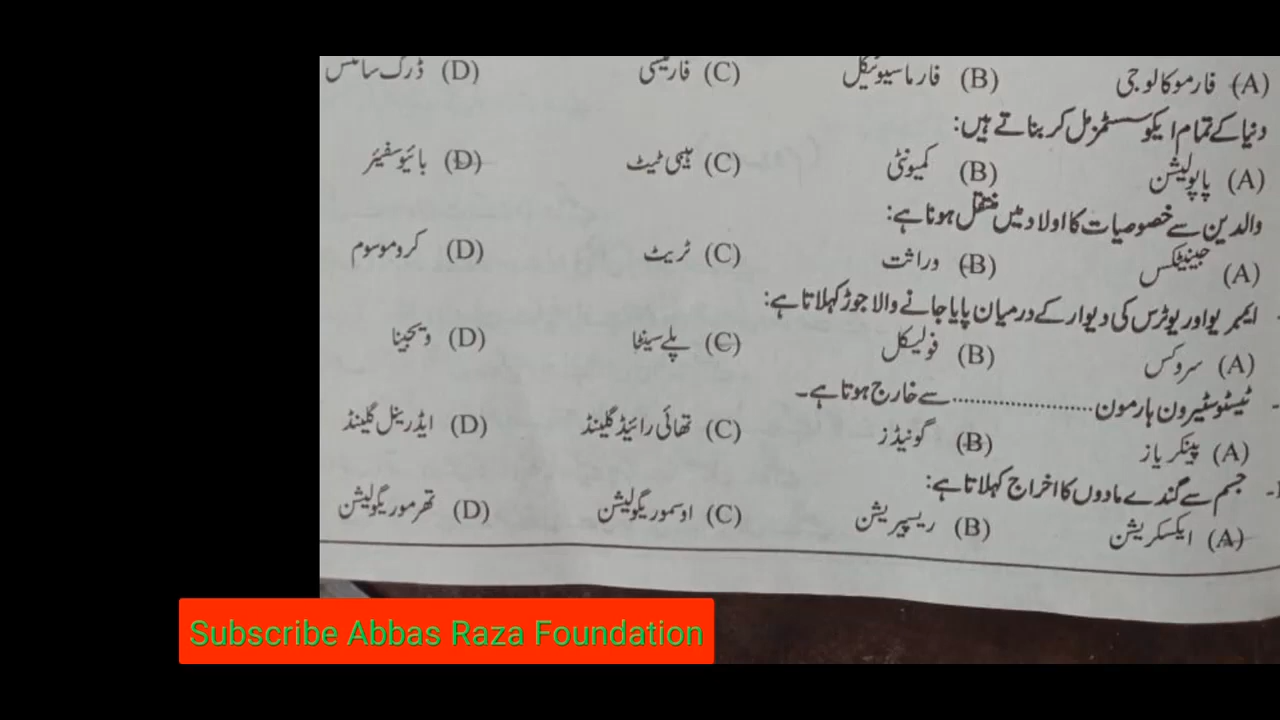 (A) فارموکالوجی (B) فارماسیوٹیکل (C) فارمیسی (D) ڈرگ سائنس
دنیا کے تمام ایکوسسٹمز مل کر بناتے ہیں:
(A) پاپولیشن (B) کمیونٹی (C) ہیبی ٹیٹ (D) بائیوسفیئر
والدین سے خصوصیات کا اولاد میں منتقل ہونا ہے:
(A) جینیٹکس (B) وراثت (C) ٹریٹ (D) کروموسوم
ایمبریو اور یوٹرس کی دیوار کے درمیان پایا جانے والا جوڑ کہلاتا ہے:
(A) سروکس (B) فولیکل (C) پلے سینٹا (D) ویجینا
ٹیسٹوسٹیرون ہارمون ..................... سے خارج ہوتا ہے۔
(A) پینکریاز (B) گونیڈز (C) تھائی رائیڈ گلینڈ (D) ایڈرینل گلینڈ
جسم سے گندے مادوں کا اخراج کہلاتا ہے:
(A) ایکسکریشن (B) ریسپیریشن (C) اوسموریگولیشن (D) تھرموریگولیشن
Subscribe Abbas Raza Foundation